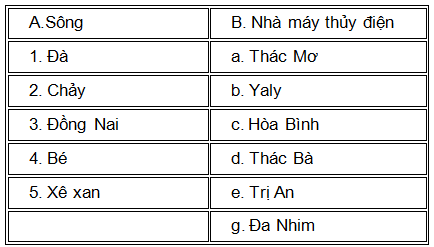 A.Sông B. Nhà máy thủy điện
1. Đà a. Thác Mơ
2. Chảy b. Yaly
3. Đồng Nai c. Hòa Bình
4. Bé d. Thác Bà
5. Xê xan e. Trị An
g. Đa Nhim